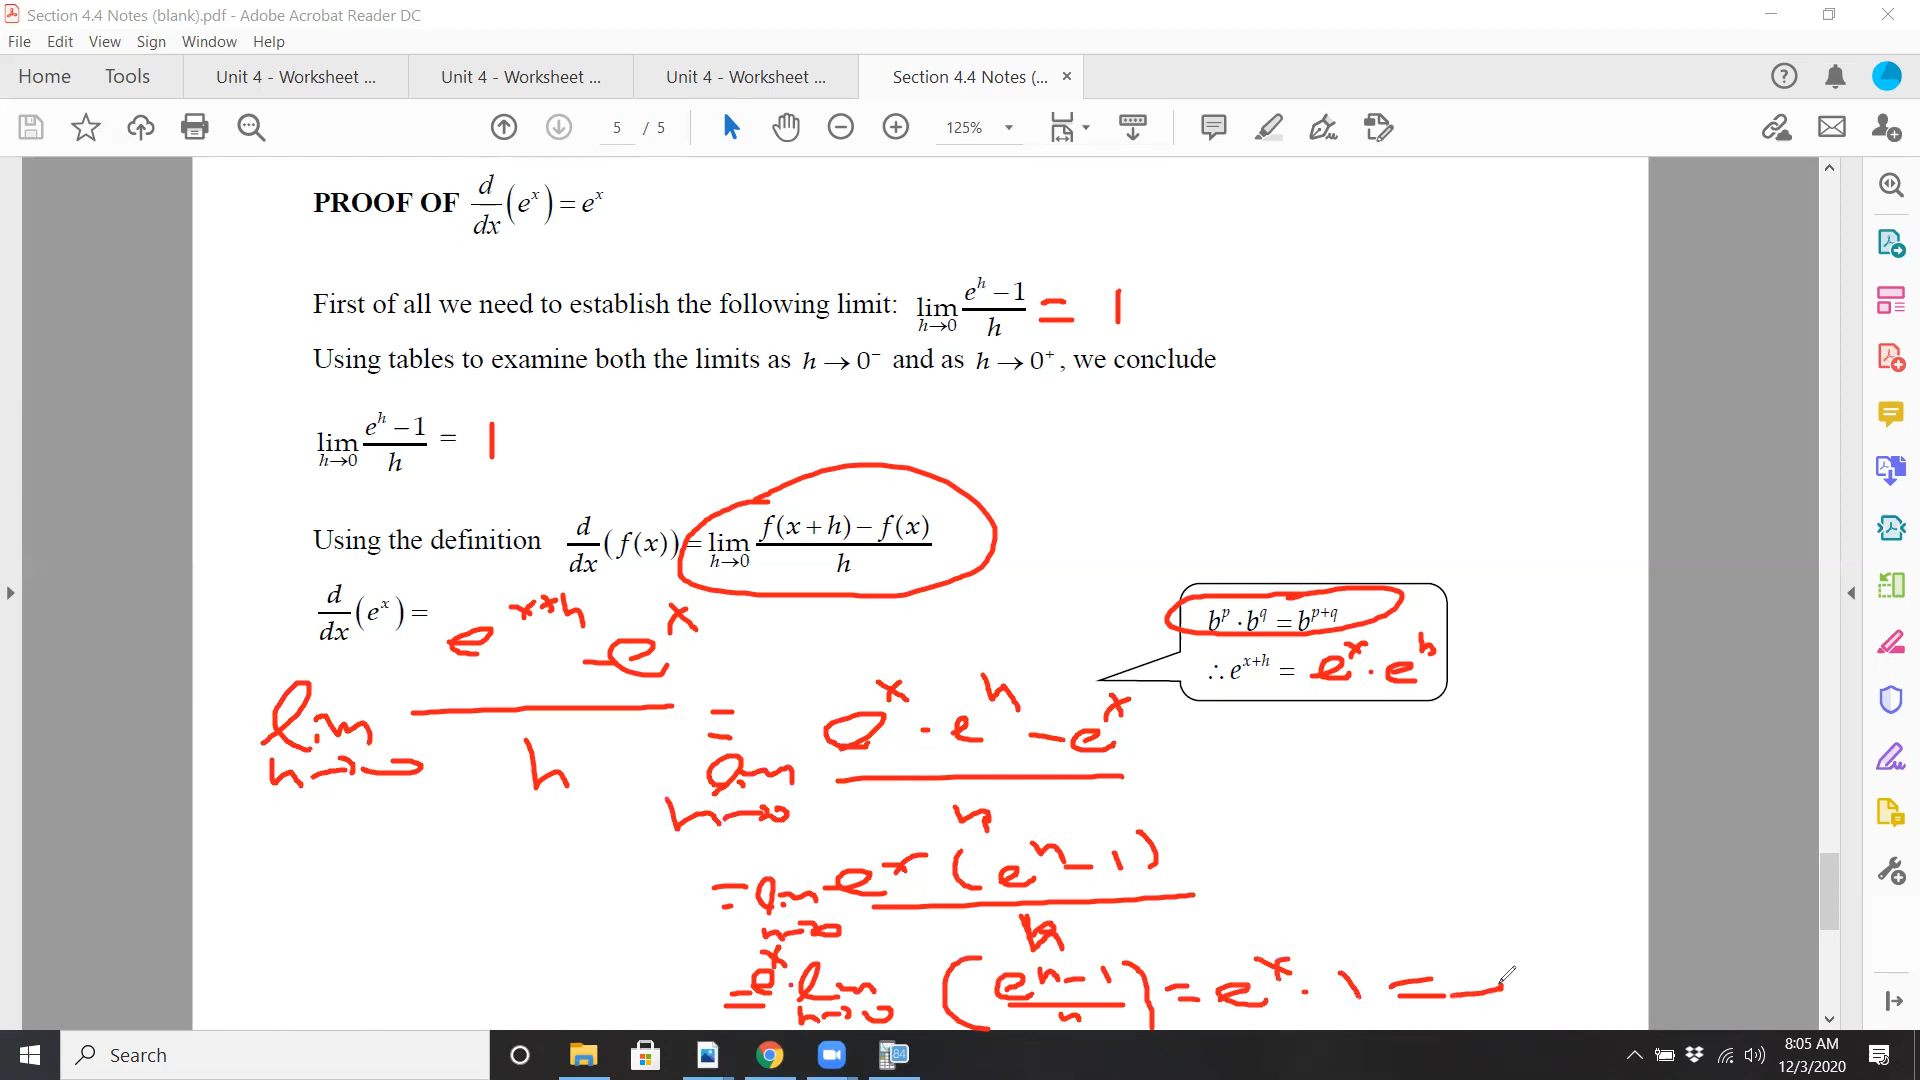 Section 4.4 Notes (blank).pdf - Adobe Acrobat Reader DC
File Edit View Sign Window Help
Home Tools Unit 4 - Worksheet ... Unit 4 - Worksheet ... Unit 4 - Worksheet ... Section 4.4 Notes (... ×
5 / 5 125%
PROOF OF d/dx (e^x) = e^x
First of all we need to establish the following limit: lim h→0 (e^h − 1)/h = 1
Using tables to examine both the limits as h → 0⁻ and as h → 0⁺, we conclude
lim h→0 (e^h − 1)/h = 1
Using the definition d/dx (f(x)) = lim h→0 (f(x + h) − f(x))/h
d/dx (e^x) =
b^p · b^q = b^(p+q)
∴ e^(x+h) = e^x · e^h
lim h→0 (e^(x+h) − e^x)/h = lim h→0 (e^x · e^h − e^x)/h
= lim h→0 e^x (e^h − 1)/h
= e^x · lim h→0 ((e^h − 1)/h) = e^x · 1 =
Search
84
8:05 AM
12/3/2020